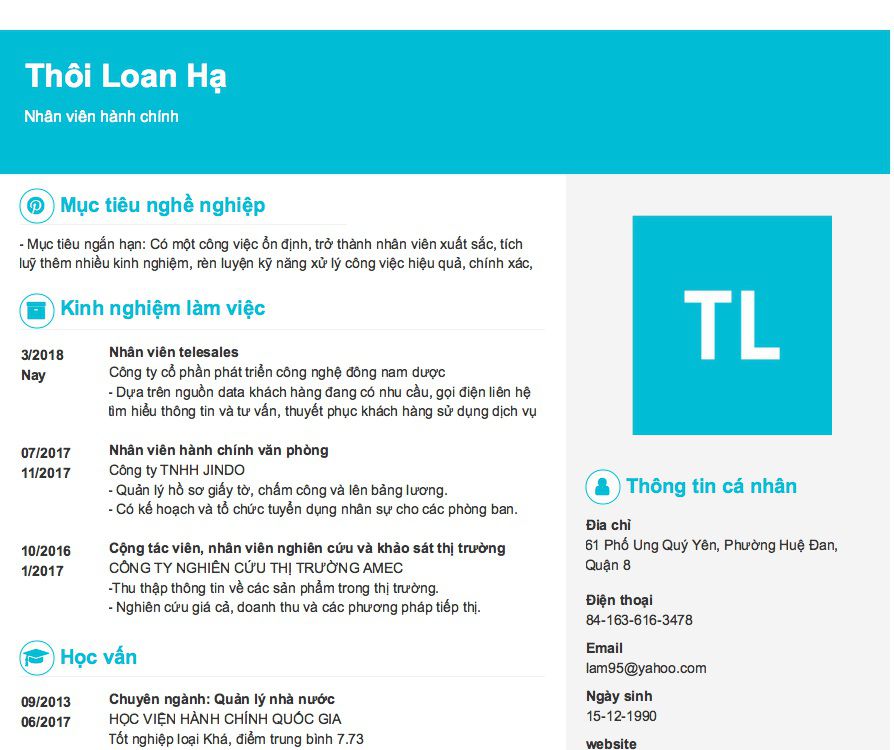 Thôi Loan Hạ
Nhân viên hành chính
Mục tiêu nghề nghiệp
- Mục tiêu ngắn hạn: Có một công việc ổn định, trở thành nhân viên xuất sắc, tích
luỹ thêm nhiều kinh nghiệm, rèn luyện kỹ năng xử lý công việc hiệu quả, chính xác,
Kinh nghiệm làm việc
3/2018
Nay
Nhân viên telesales
Công ty cổ phần phát triển công nghệ đông nam dược
- Dựa trên nguồn data khách hàng đang có nhu cầu, gọi điện liên hệ
tìm hiểu thông tin và tư vấn, thuyết phục khách hàng sử dụng dịch vụ
07/2017
11/2017
Nhân viên hành chính văn phòng
Công ty TNHH JINDO
- Quản lý hồ sơ giấy tờ, chấm công và lên bảng lương.
- Có kế hoạch và tổ chức tuyển dụng nhân sự cho các phòng ban.
10/2016
1/2017
Cộng tác viên, nhân viên nghiên cứu và khảo sát thị trường
CÔNG TY NGHIÊN CỨU THỊ TRƯỜNG AMEC
-Thu thập thông tin về các sản phẩm trong thị trường.
- Nghiên cứu giá cả, doanh thu và các phương pháp tiếp thị.
Học vấn
09/2013
06/2017
Chuyên ngành: Quản lý nhà nước
HỌC VIỆN HÀNH CHÍNH QUỐC GIA
Tốt nghiệp loại Khá, điểm trung bình 7.73
TL
Thông tin cá nhân
Địa chỉ
61 Phố Ung Quý Yên, Phường Huệ Đan,
Quận 8
Điện thoại
84-163-616-3478
Email
lam95@yahoo.com
Ngày sinh
15-12-1990
website